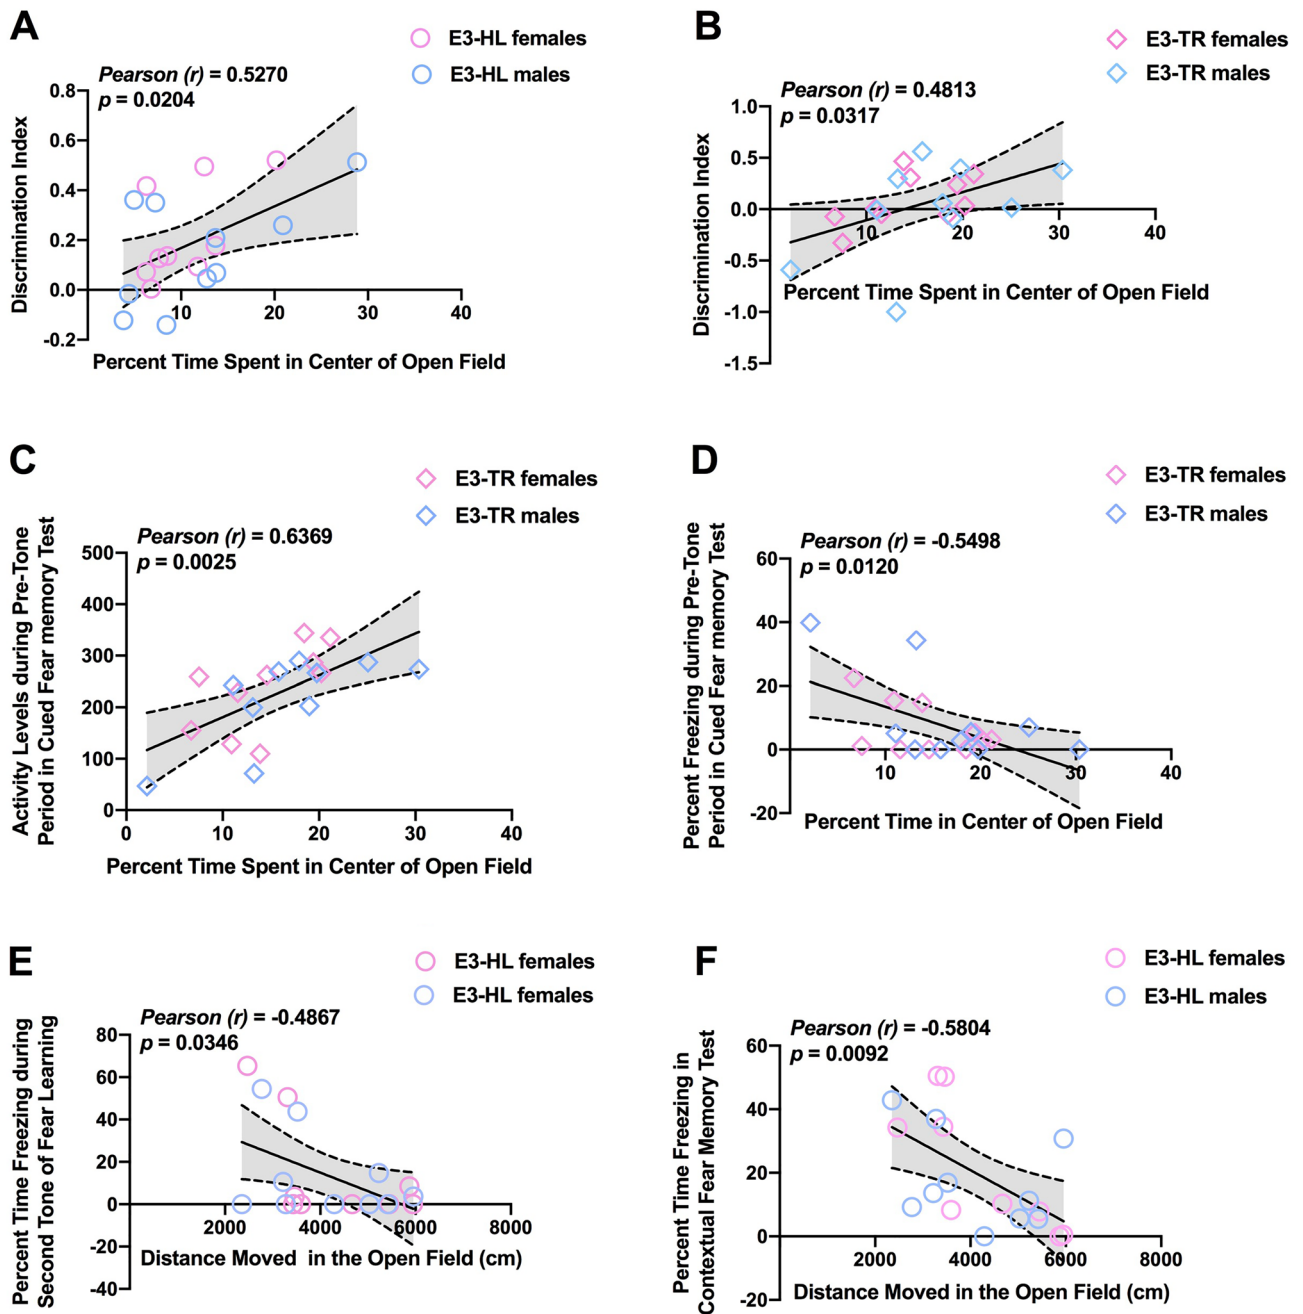 A
E3-HL females
E3-HL males
Pearson (r) = 0.5270
p = 0.0204
0.8
0.6
0.4
0.2
0.0
-0.2
10
20
30
40
Discrimination Index
Percent Time Spent in Center of Open Field
B
E3-TR females
E3-TR males
Pearson (r) = 0.4813
p = 0.0317
1.0
0.5
0.0
-0.5
-1.0
-1.5
10
20
30
40
Discrimination Index
Percent Time Spent in Center of Open Field
C
E3-TR females
E3-TR males
Pearson (r) = 0.6369
p = 0.0025
500
400
300
200
100
0
0
10
20
30
40
Activity Levels during Pre-Tone
Period in Cued Fear memory Test
Percent Time Spent in Center of Open Field
D
E3-TR females
E3-TR males
Pearson (r) = -0.5498
p = 0.0120
60
40
20
0
-20
10
20
30
40
Percent Freezing during Pre-Tone
Period in Cued Fear memory Test
Percent Time in Center of Open Field
E
E3-HL females
E3-HL females
Pearson (r) = -0.4867
p = 0.0346
80
60
40
20
0
-20
-40
2000
4000
6000
8000
Percent Time Freezing during
Second Tone of Fear Learning
Distance Moved in the Open Field (cm)
F
E3-HL females
E3-HL males
Pearson (r) = -0.5804
p = 0.0092
60
40
20
0
-20
2000
4000
6000
8000
Percent Time Freezing in
Contextual Fear Memory Test
Distance Moved in the Open Field (cm)